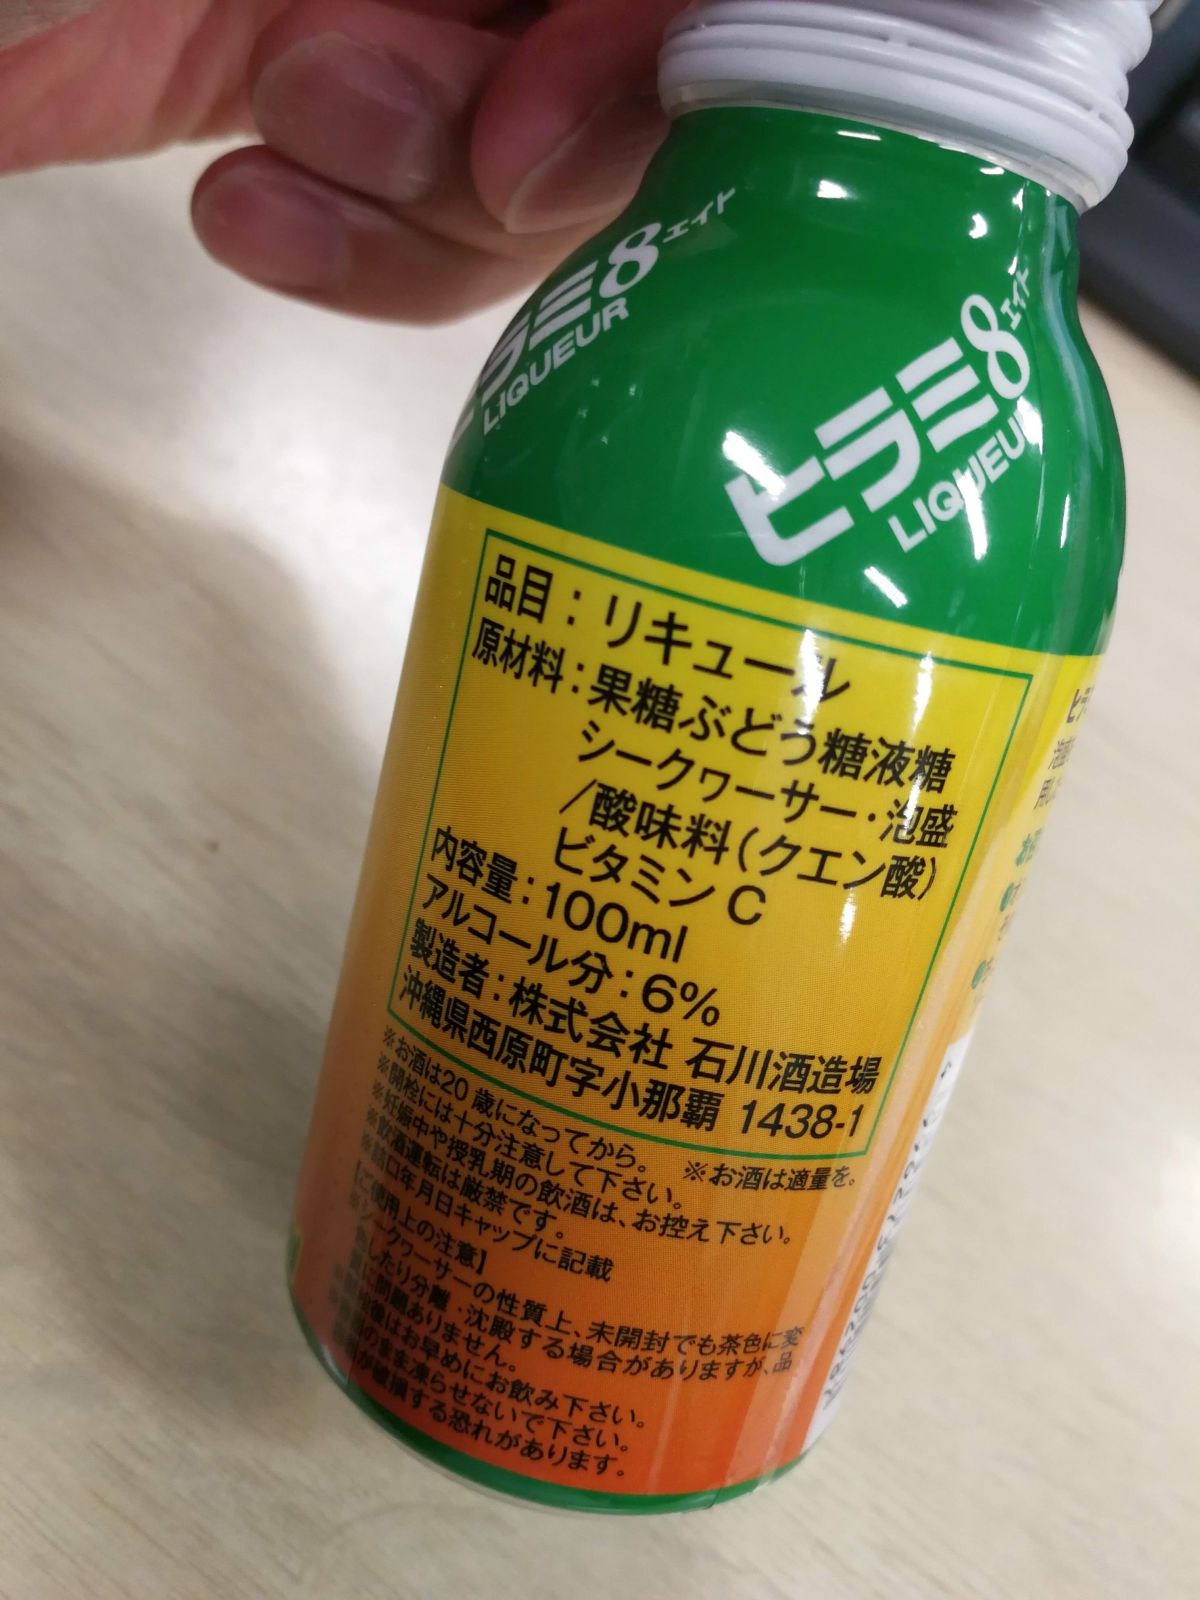 ラミ8エイト
LIQUEUR
ヒラミ8エイト
LIQUEUR
品目：リキュール
原材料：果糖ぶどう糖液糖
シークヮーサー・泡盛
/酸味料(クエン酸)
ビタミンC
内容量：100ml
アルコール分：6%
製造者：株式会社 石川酒造場
沖縄県西原町字小那覇 1438-1
※お酒は20歳になってから。 ※お酒は適量を。
※開栓には十分注意して下さい。
※妊娠中や授乳期の飲酒は、お控え下さい。
※飲酒運転は厳禁です。
※詰口年月日キャップに記載
【ご使用上の注意】
※シークヮーサーの性質上、未開封でも茶色に変
色したり分離・沈殿する場合がありますが、品
質に問題ありません。
後はお早めにお飲み下さい。
のまま凍らせないで下さい。
が破損する恐れがあります。